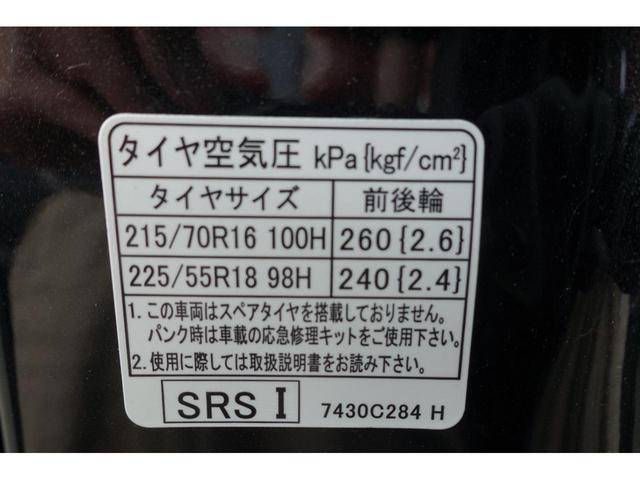 タイヤ空気圧 kPa{kgf/cm²}
タイヤサイズ 前後輪
215/70R16 100H 260{2.6}
225/55R18 98H 240{2.4}
1. この車両はスペアタイヤを搭載しておりません。
パンク時は車載の応急修理キットをご使用下さい。
2. 使用に際しては取扱説明書をお読み下さい。
SRS I 7430C284 H